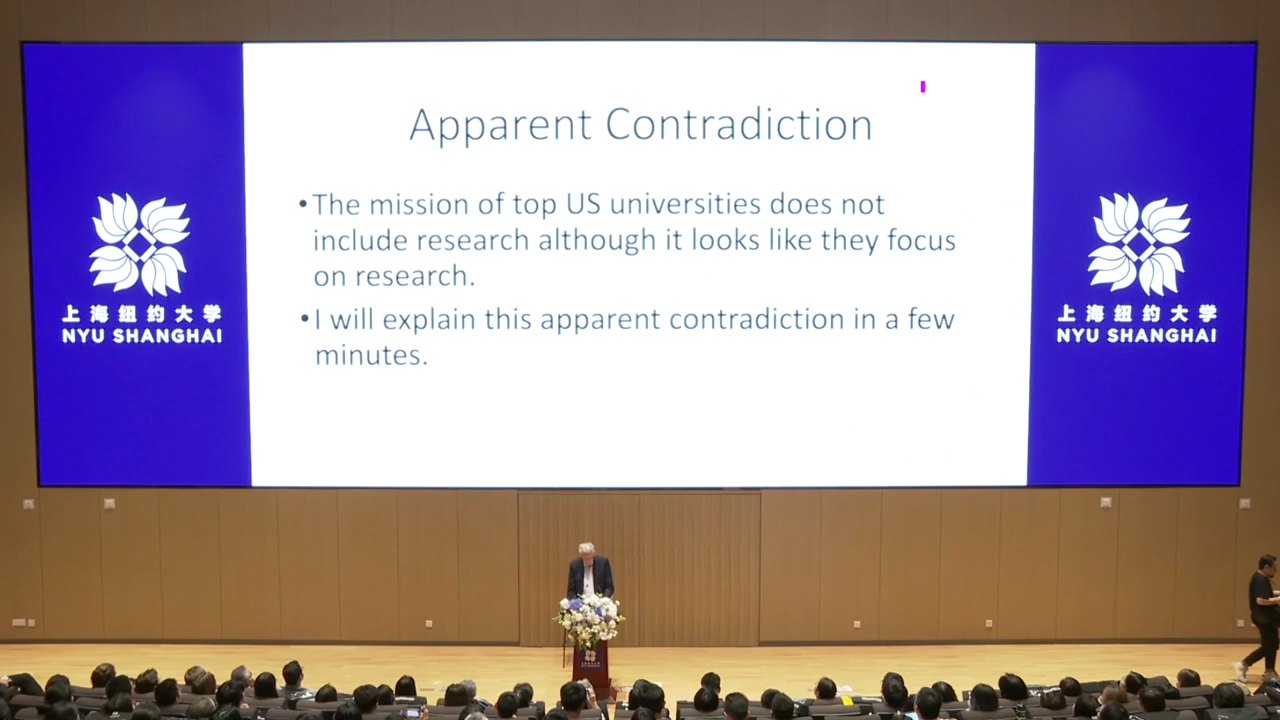 Apparent Contradiction
•The mission of top US universities does not
include research although it looks like they focus
on research.
•I will explain this apparent contradiction in a few
minutes.
上海纽约大学
NYU SHANGHAI
上海纽约大学
NYU SHANGHAI